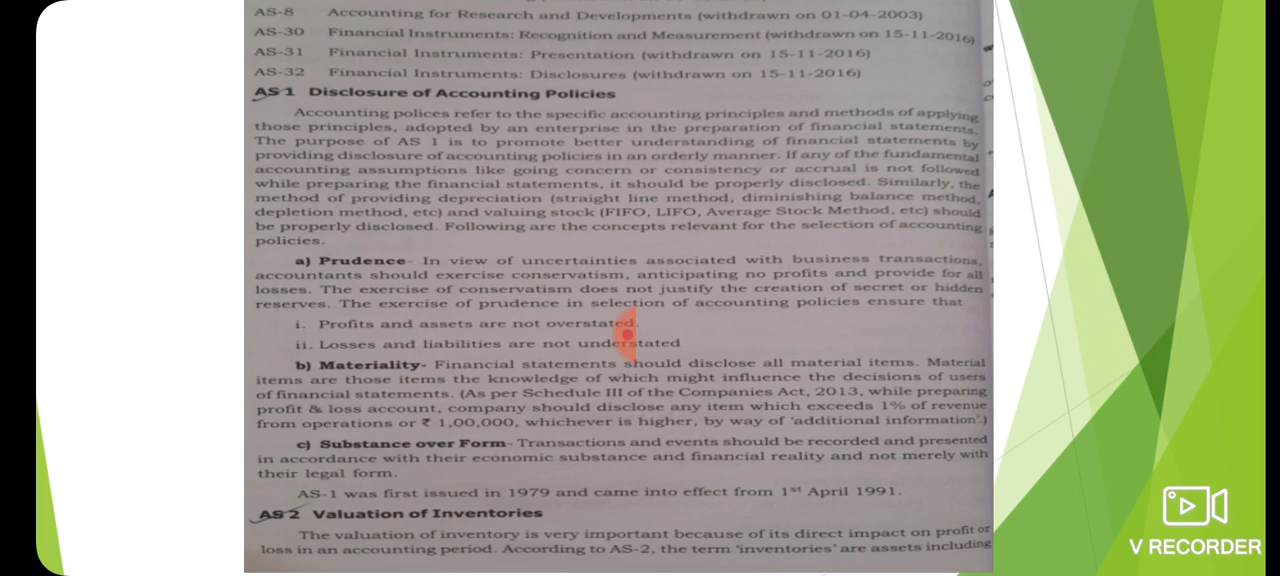 AS-8 Accounting for Research and Developments (withdrawn on 01-04-2003)
AS-30 Financial Instruments: Recognition and Measurement (withdrawn on 15-11-2016)
AS-31 Financial Instruments: Presentation (withdrawn on 15-11-2016)
AS-32 Financial Instruments: Disclosures (withdrawn on 15-11-2016)
AS 1 Disclosure of Accounting Policies
Accounting polices refer to the specific accounting principles and methods of applying
those principles, adopted by an enterprise in the preparation of financial statements.
The purpose of AS 1 is to promote better understanding of financial statements by
providing disclosure of accounting policies in an orderly manner. If any of the fundamental
accounting assumptions like going concern or consistency or accrual is not followed
while preparing the financial statements, it should be properly disclosed. Similarly, the
method of providing depreciation (straight line method, diminishing balance method,
depletion method, etc) and valuing stock (FIFO, LIFO, Average Stock Method, etc) should
be properly disclosed. Following are the concepts relevant for the selection of accounting
policies.
a) Prudence- In view of uncertainties associated with business transactions,
accountants should exercise conservatism, anticipating no profits and provide for all
losses. The exercise of conservatism does not justify the creation of secret or hidden
reserves. The exercise of prudence in selection of accounting policies ensure that
i. Profits and assets are not overstated.
ii. Losses and liabilities are not understated
b) Materiality- Financial statements should disclose all material items. Material
items are those items the knowledge of which might influence the decisions of users
of financial statements. (As per Schedule III of the Companies Act, 2013, while preparing
profit & loss account, company should disclose any item which exceeds 1% of revenue
from operations or ₹ 1,00,000, whichever is higher, by way of 'additional information'.)
c) Substance over Form- Transactions and events should be recorded and presented
in accordance with their economic substance and financial reality and not merely with
their legal form.
AS-1 was first issued in 1979 and came into effect from 1st April 1991.
AS 2 Valuation of Inventories
The valuation of inventory is very important because of its direct impact on profit or
loss in an accounting period. According to AS-2, the term 'inventories' are assets including
V RECORDER